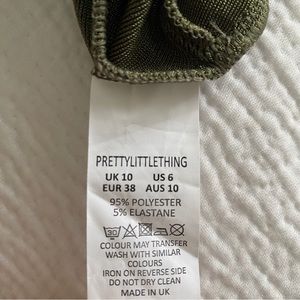 PRETTYLITTLETHING
UK 10 US 6
EUR 38 AUS 10
95% POLYESTER
5% ELASTANE
30
COLOUR MAY TRANSFER
WASH WITH SIMILAR
COLOURS
IRON ON REVERSE SIDE
DO NOT DRY CLEAN
MADE IN UK